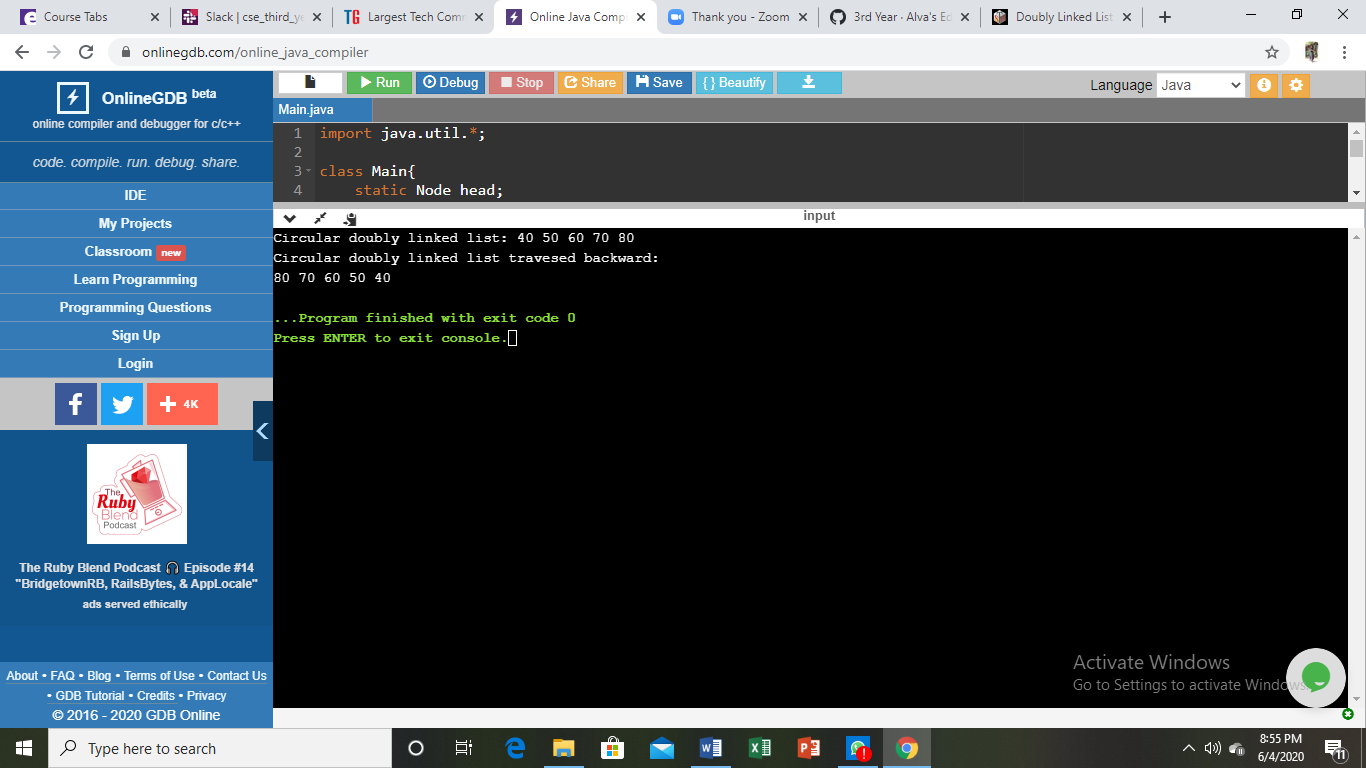 Course Tabs
Slack | cse_third_ye
Largest Tech Comm
Online Java Comp
Thank you - Zoom
3rd Year - Alva's Ed
Doubly Linked List
onlinegdb.com/online_java_compiler
OnlineGDB beta
online compiler and debugger for c/c++
code. compile. run. debug. share.
IDE
My Projects
Classroom new
Learn Programming
Programming Questions
Sign Up
Login
4K
The
Ruby
Blend
Podcast
The Ruby Blend Podcast 🎧 Episode #14
"BridgetownRB, RailsBytes, & AppLocale"
ads served ethically
About • FAQ • Blog • Terms of Use • Contact Us
• GDB Tutorial • Credits • Privacy
© 2016 - 2020 GDB Online
Run
Debug
Stop
Share
Save
{ } Beautify
Language Java
Main.java
1 import java.util.*;
2
3 class Main{
4 static Node head;
input
Circular doubly linked list: 40 50 60 70 80
Circular doubly linked list travesed backward:
80 70 60 50 40
...Program finished with exit code 0
Press ENTER to exit console.
Activate Windows
Go to Settings to activate Windows.
Type here to search
8:55 PM
6/4/2020
11